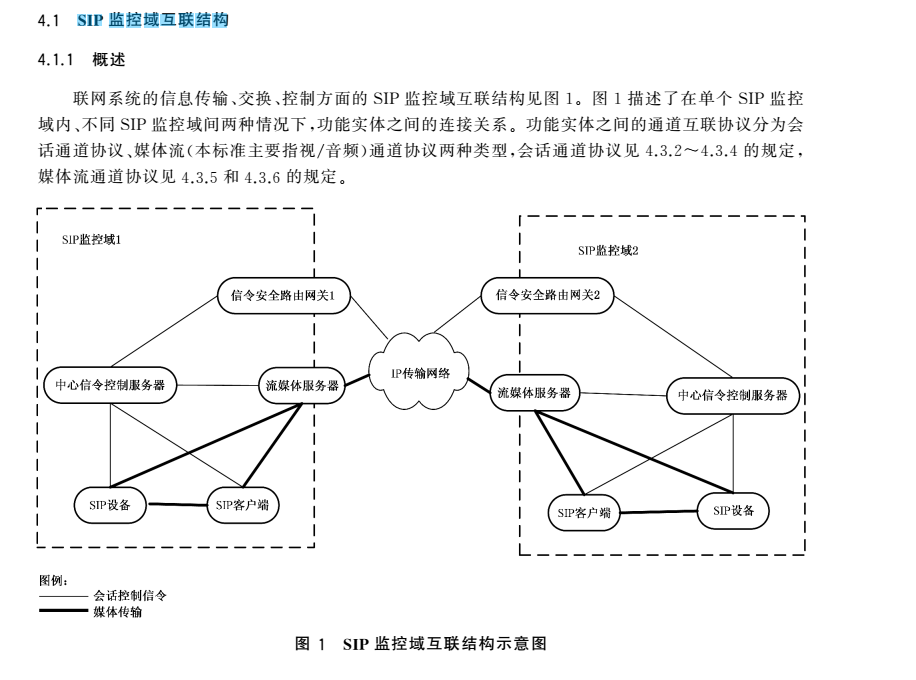 4.1 SIP 监控域互联结构
4.1.1 概述
联网系统的信息传输、交换、控制方面的 SIP 监控域互联结构见图 1。图 1 描述了在单个 SIP 监控
域内、不同 SIP 监控域间两种情况下,功能实体之间的连接关系。功能实体之间的通道互联协议分为会
话通道协议、媒体流(本标准主要指视/音频)通道协议两种类型,会话通道协议见 4.3.2～4.3.4 的规定,
媒体流通道协议见 4.3.5 和 4.3.6 的规定。
SIP监控域1
SIP监控域2
信令安全路由网关1
信令安全路由网关2
IP传输网络
中心信令控制服务器
流媒体服务器
流媒体服务器
中心信令控制服务器
SIP设备
SIP客户端
SIP客户端
SIP设备
图例：
会话控制信令
媒体传输
图 1 SIP 监控域互联结构示意图